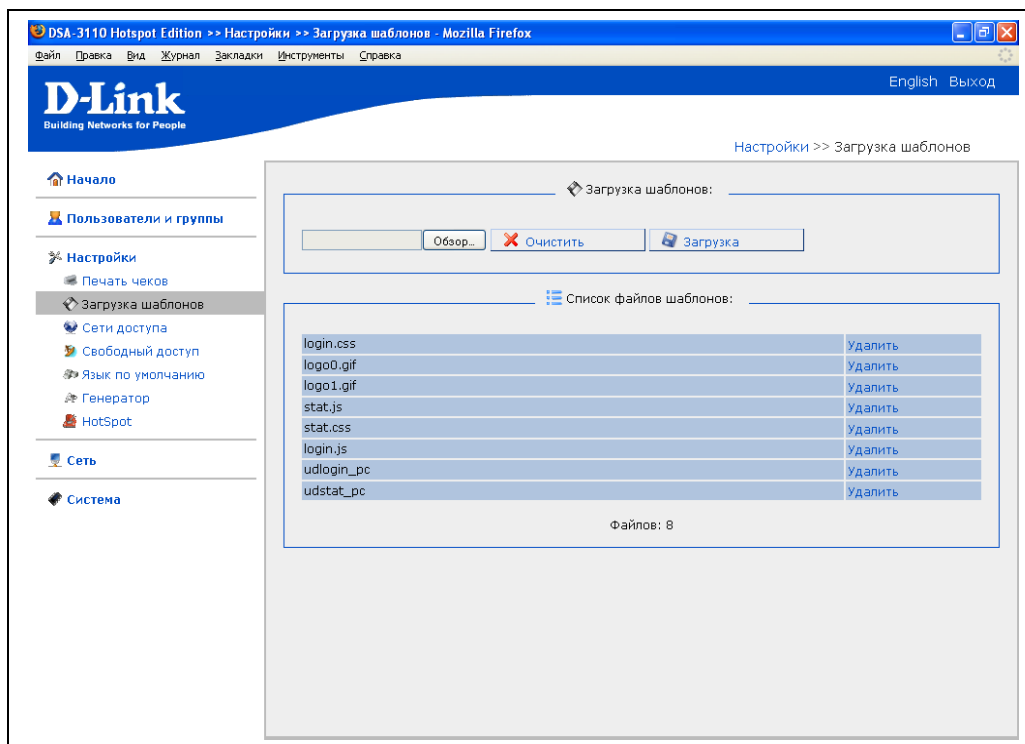 DSA-3110 Hotspot Edition >> Настройки >> Загрузка шаблонов - Mozilla Firefox
Файл Правка Вид Журнал Закладки Инструменты Справка
English Выход
D-Link
Building Networks for People
Настройки >> Загрузка шаблонов
Начало
Пользователи и группы
Настройки
Печать чеков
Загрузка шаблонов
Сети доступа
Свободный доступ
Язык по умолчанию
Генератор
HotSpot
Сеть
Система
Загрузка шаблонов:
Обзор... Очистить Загрузка
Список файлов шаблонов:
login.css Удалить
logo0.gif Удалить
logo1.gif Удалить
stat.js Удалить
stat.css Удалить
login.js Удалить
udlogin_pc Удалить
udstat_pc Удалить
Файлов: 8